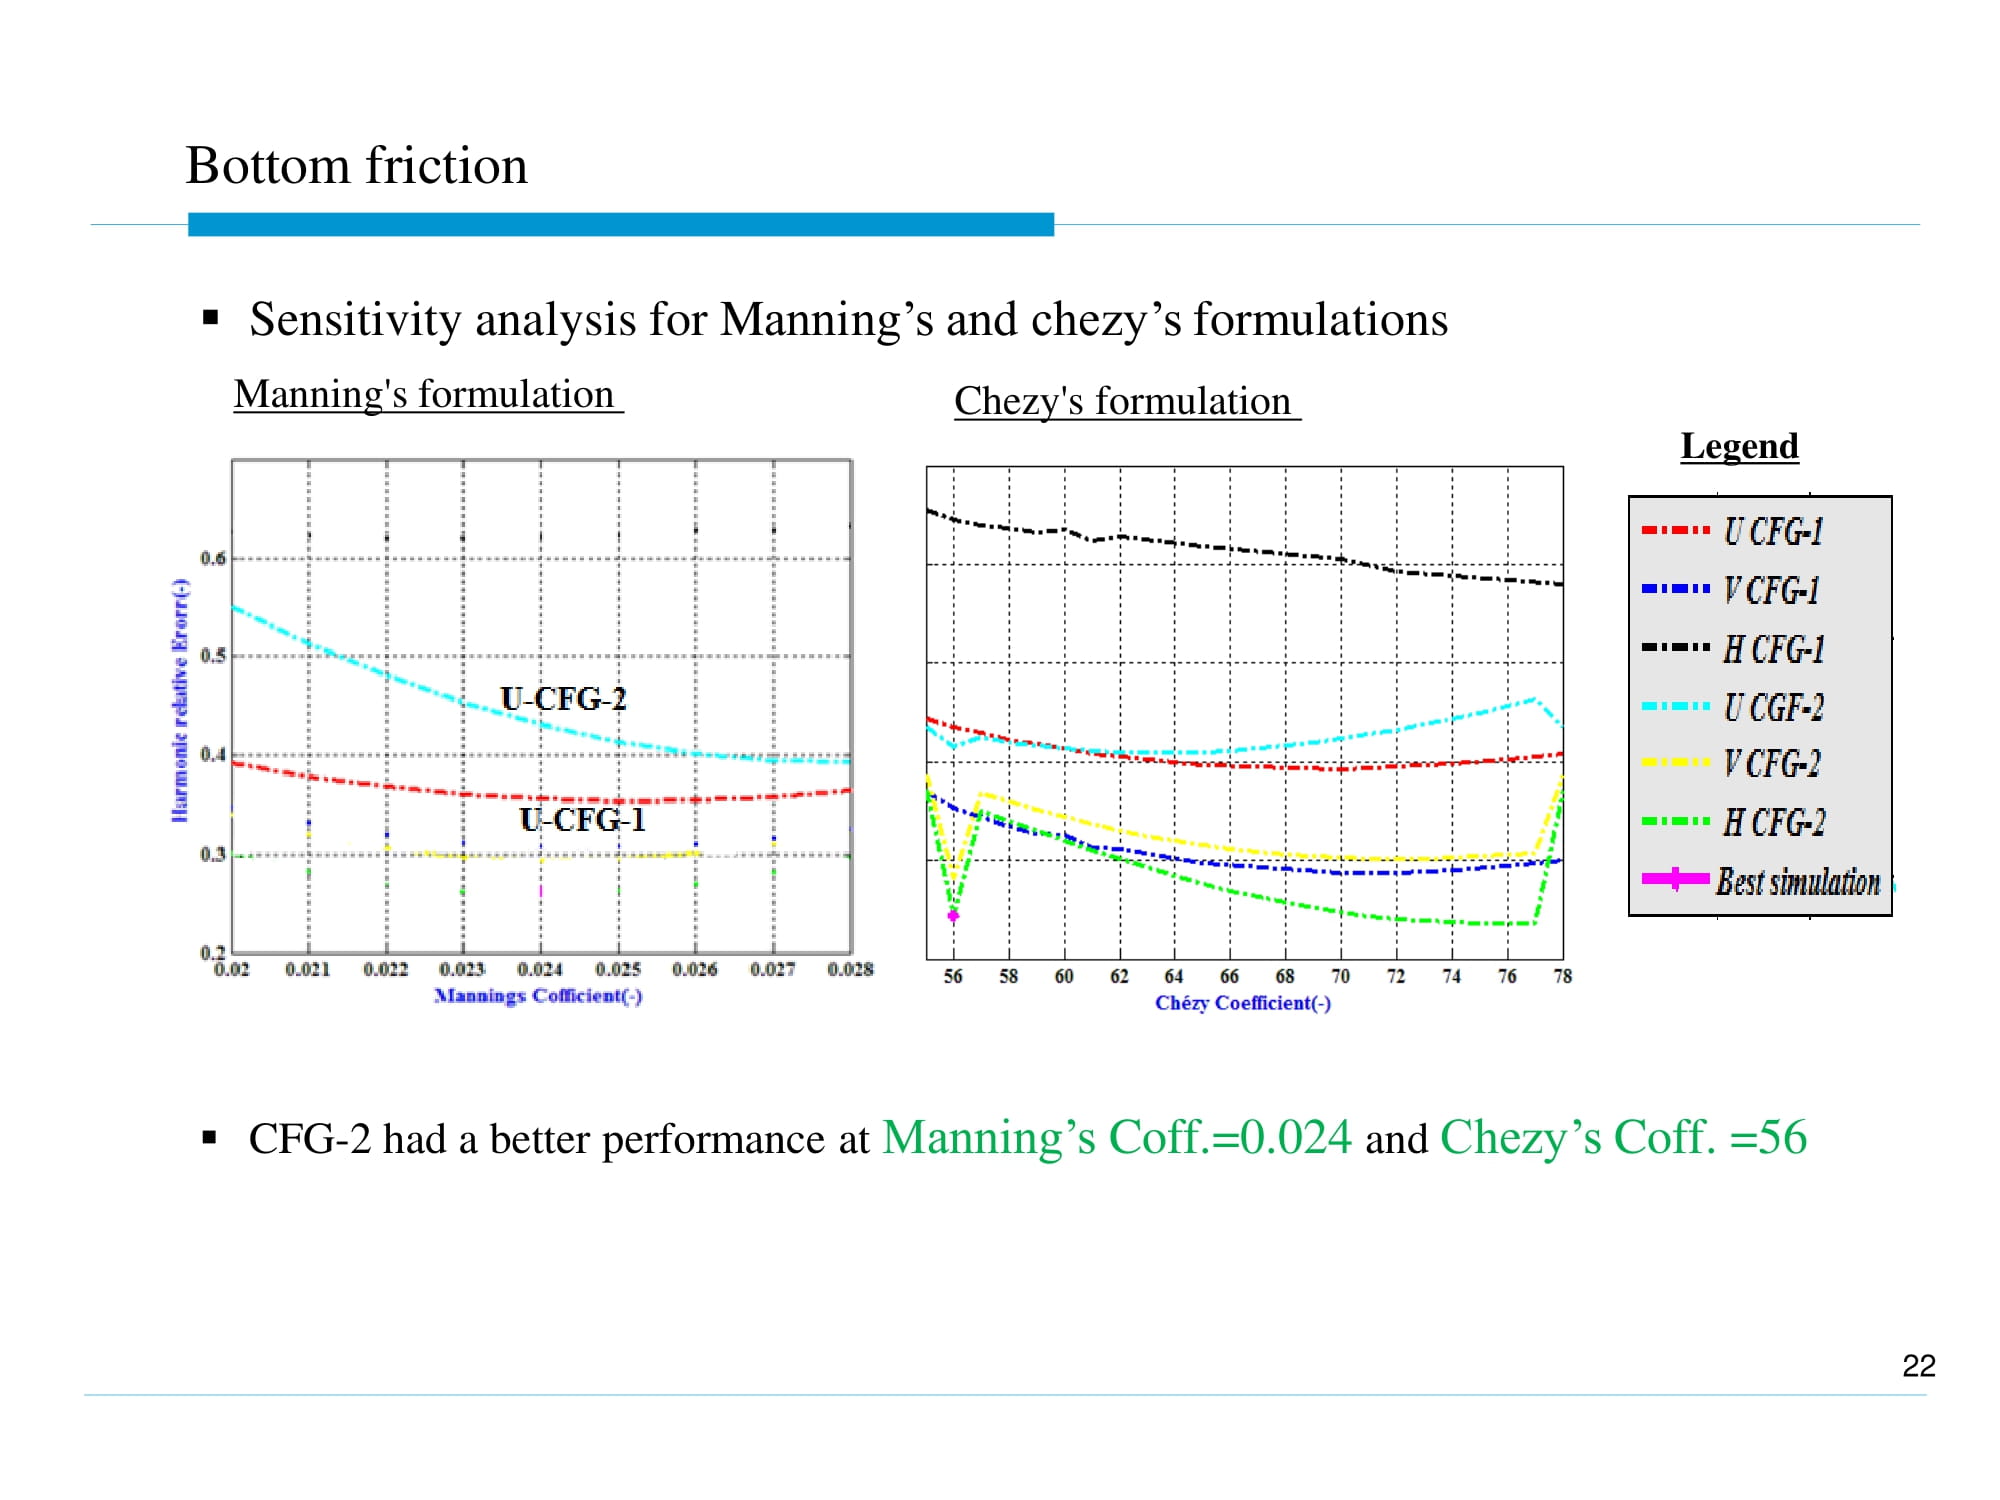 Bottom friction
▪ Sensitivity analysis for Manning’s and chezy’s formulations
Manning's formulation
Chezy's formulation
Legend
U CFG-1
V CFG-1
H CFG-1
U CGF-2
V CFG-2
H CFG-2
Best simulation
Harmonic relative Erorr(-)
0.6
0.5
0.4
0.3
0.2
U-CFG-2
U-CFG-1
0.02 0.021 0.022 0.023 0.024 0.025 0.026 0.027 0.028
Mannings Cofficient(-)
56 58 60 62 64 66 68 70 72 74 76 78
Chézy Coefficient(-)
▪ CFG-2 had a better performance at Manning’s Coff.=0.024 and Chezy’s Coff. =56
22